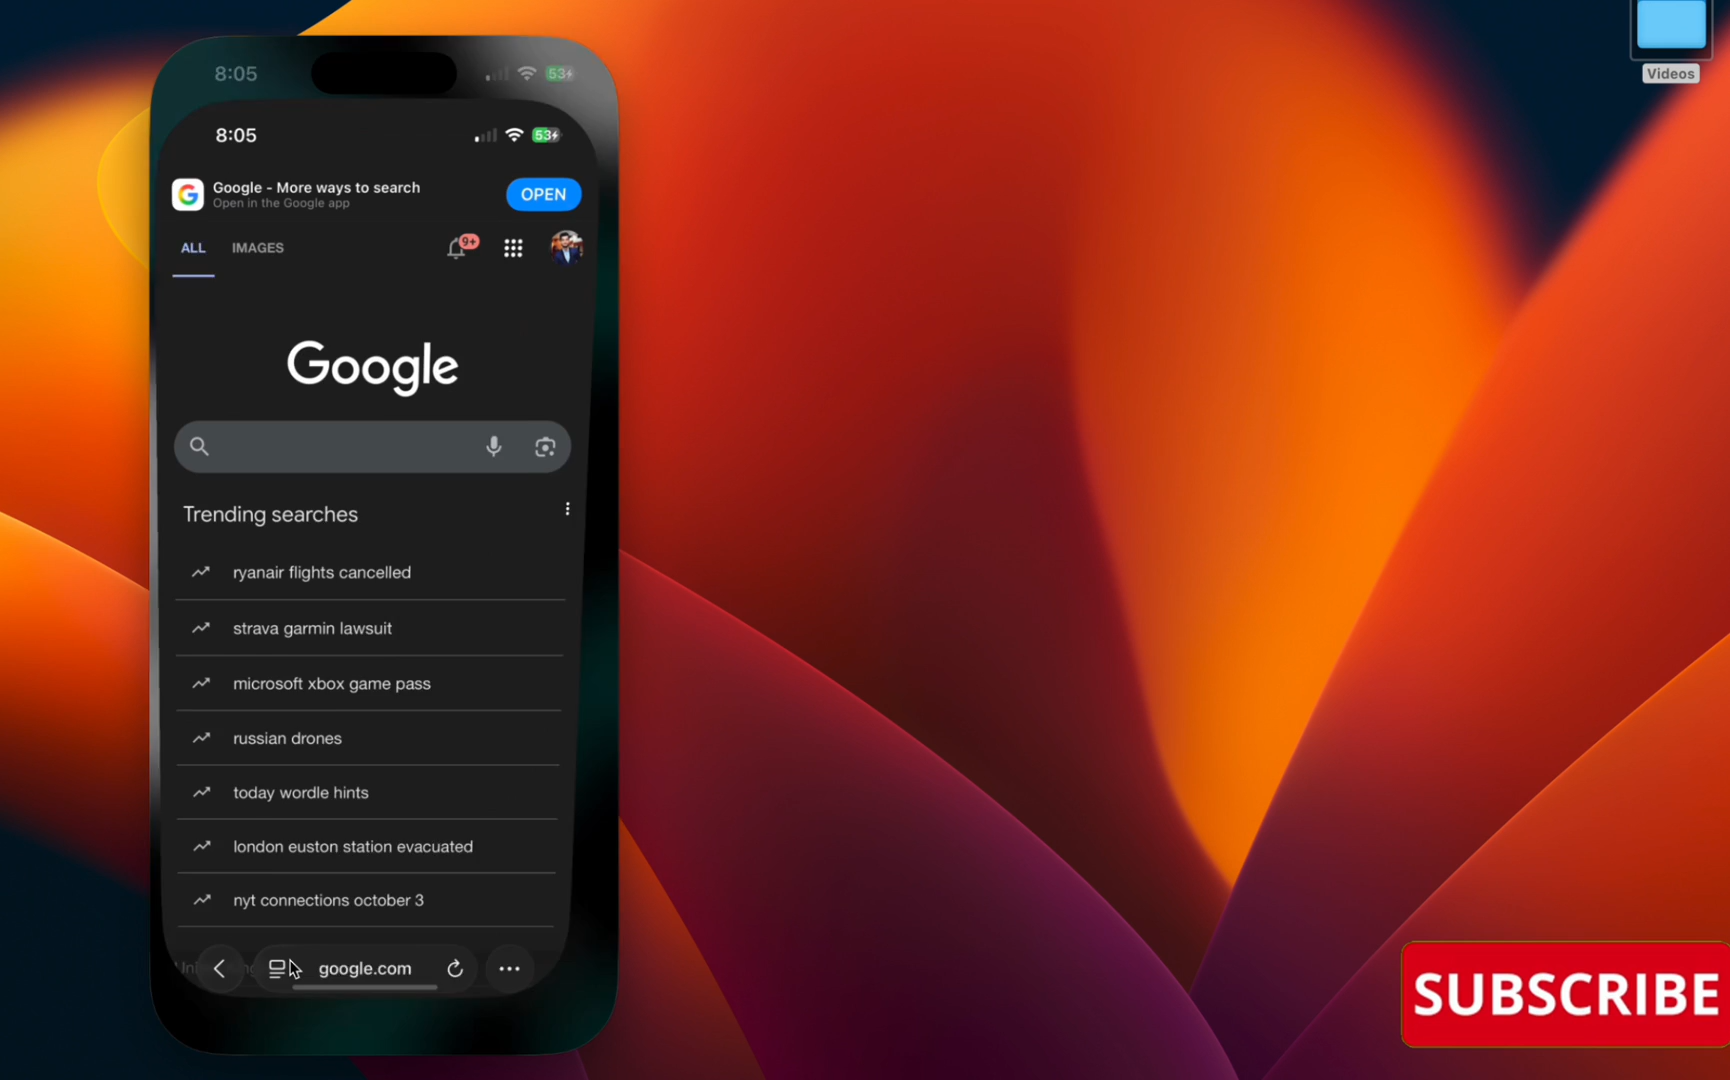 8:05
53
Videos
8:05
53
Google - More ways to search
OPEN
Open in the Google app
ALL IMAGES
9+
Google
Trending searches
ryanair flights cancelled
strava garmin lawsuit
microsoft xbox game pass
russian drones
today wordle hints
london euston station evacuated
nyt connections october 3
google.com
SUBSCRIBE